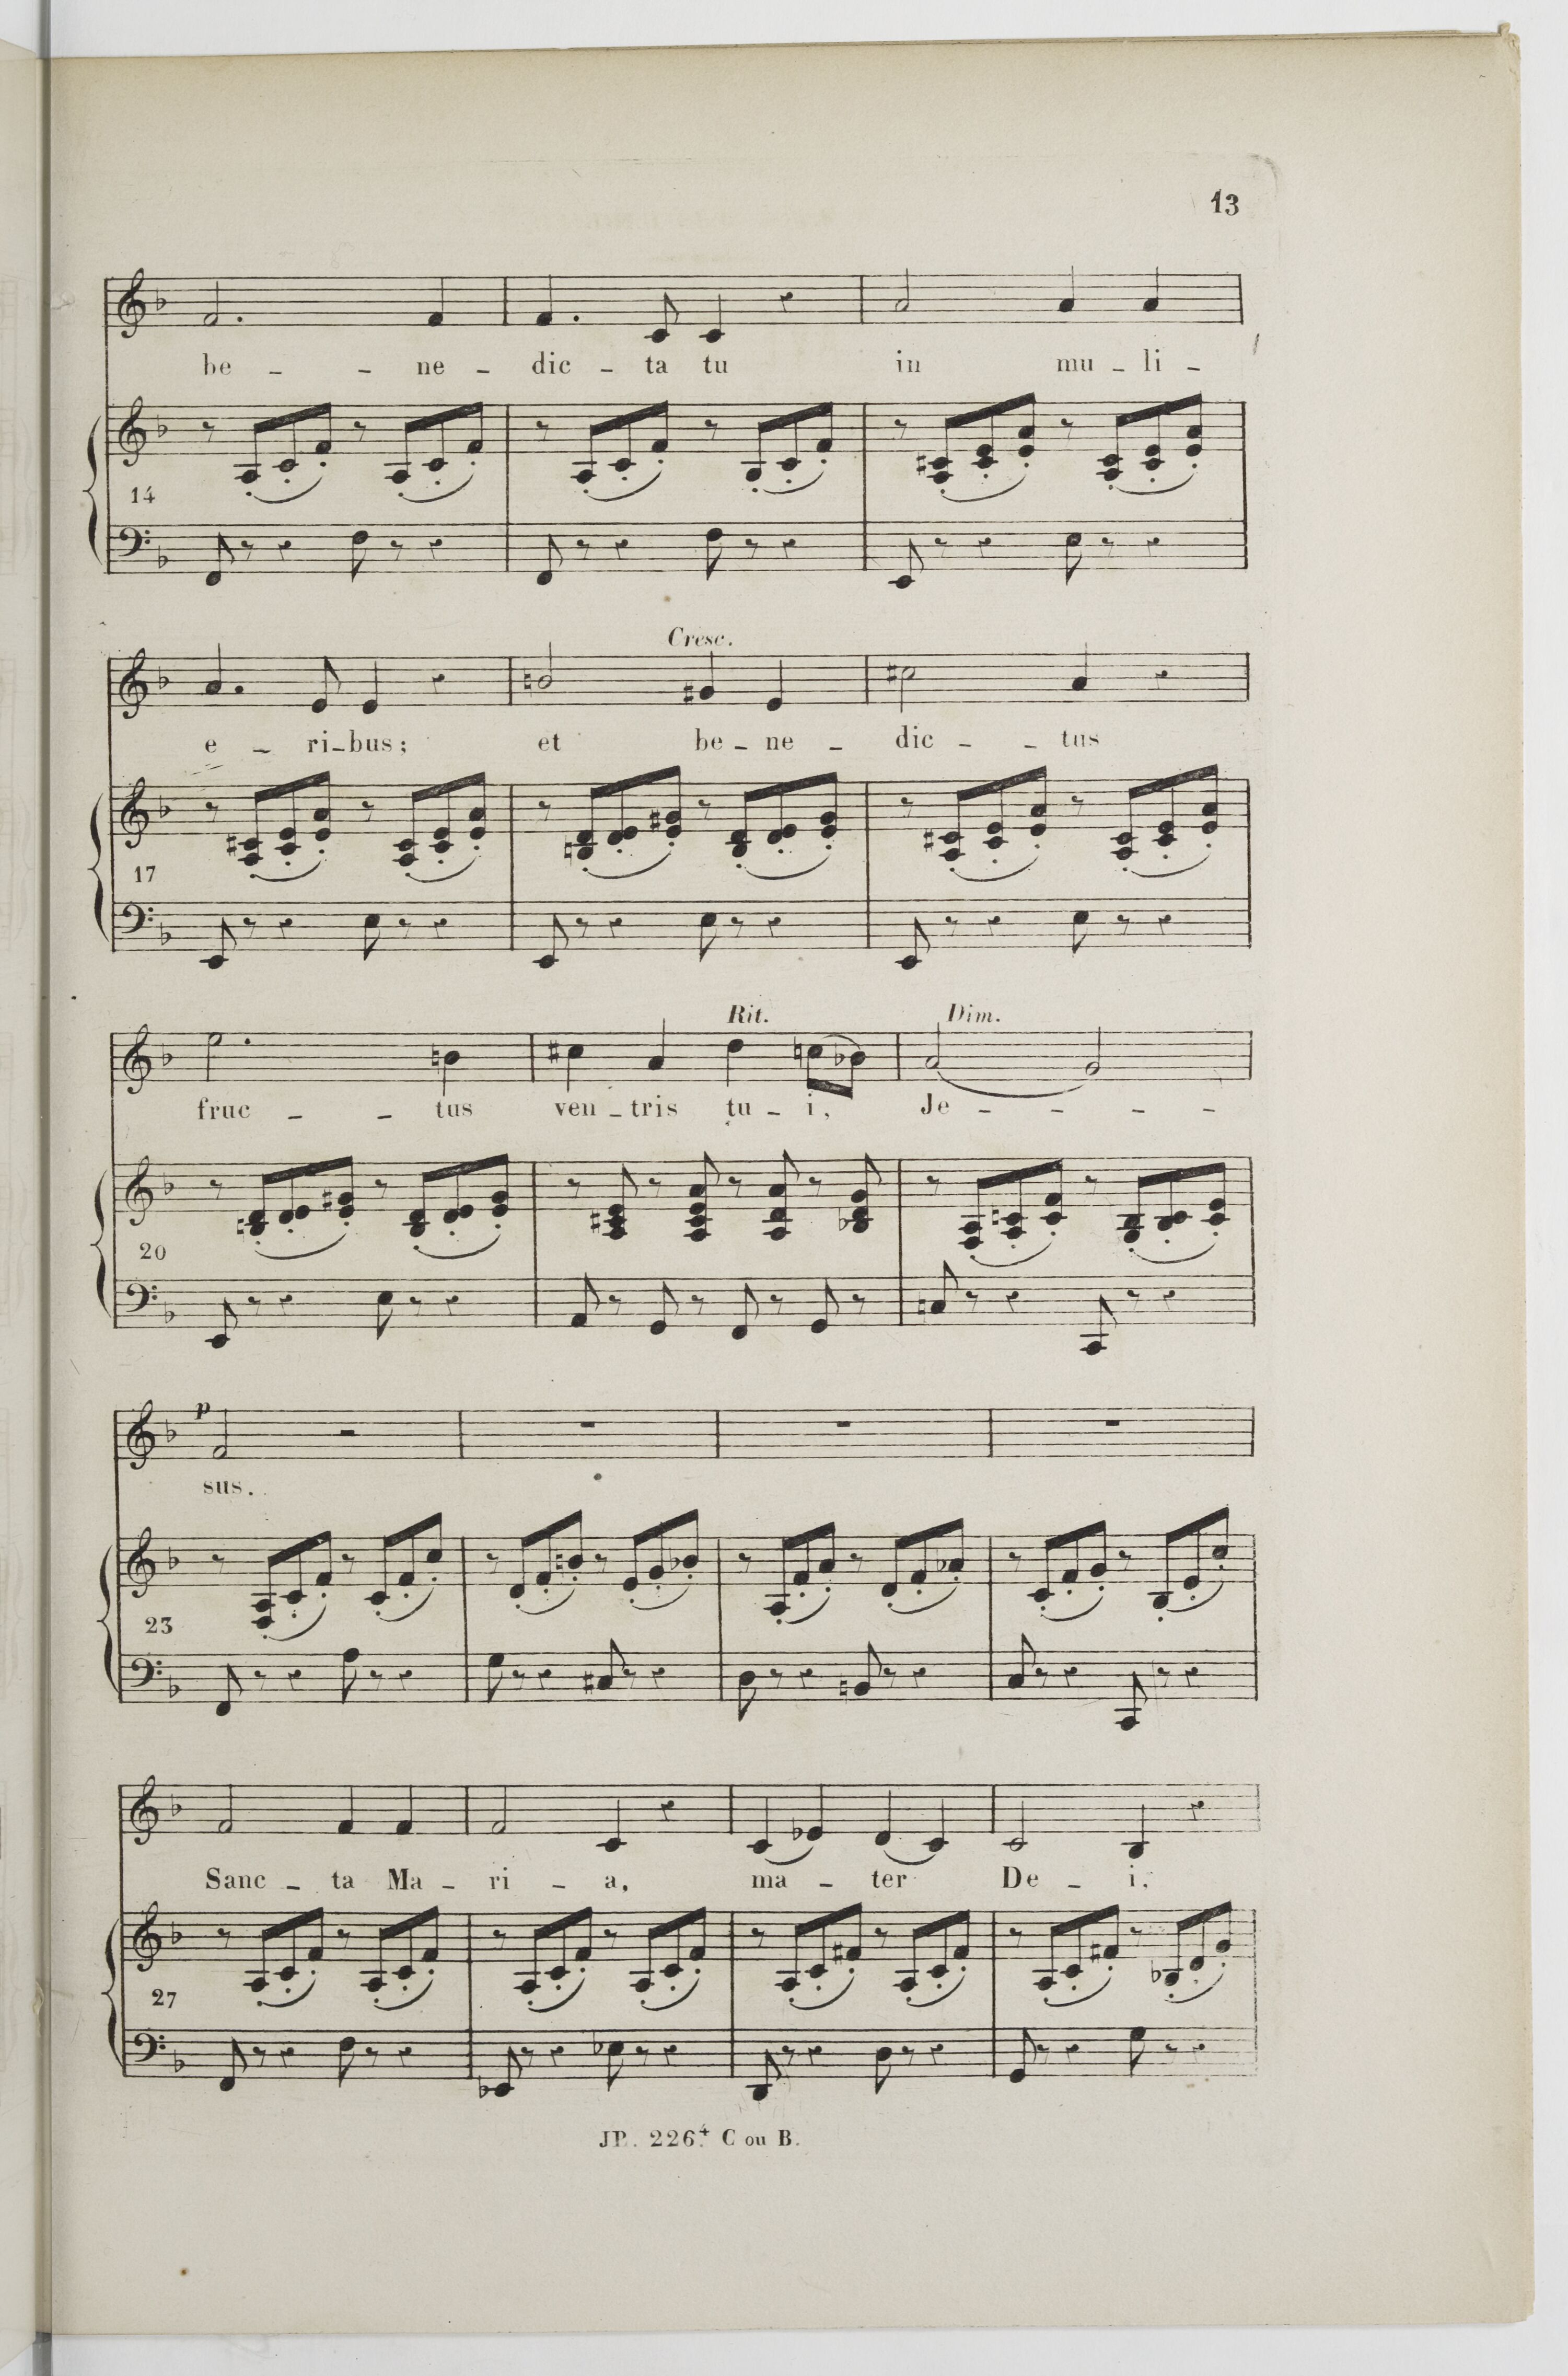 13
be - - ne - dic - ta tu in mu - li -
14
Cresc.
e - ri - bus; et be - ne - dic - - tus
17
Rit. Dim.
fruc - - tus ven - tris tu - i, Je - - - -
20
p
sus.
23
Sanc - ta Ma - ri - a, ma - ter De - i,
27
JP. 226.4 C ou B.